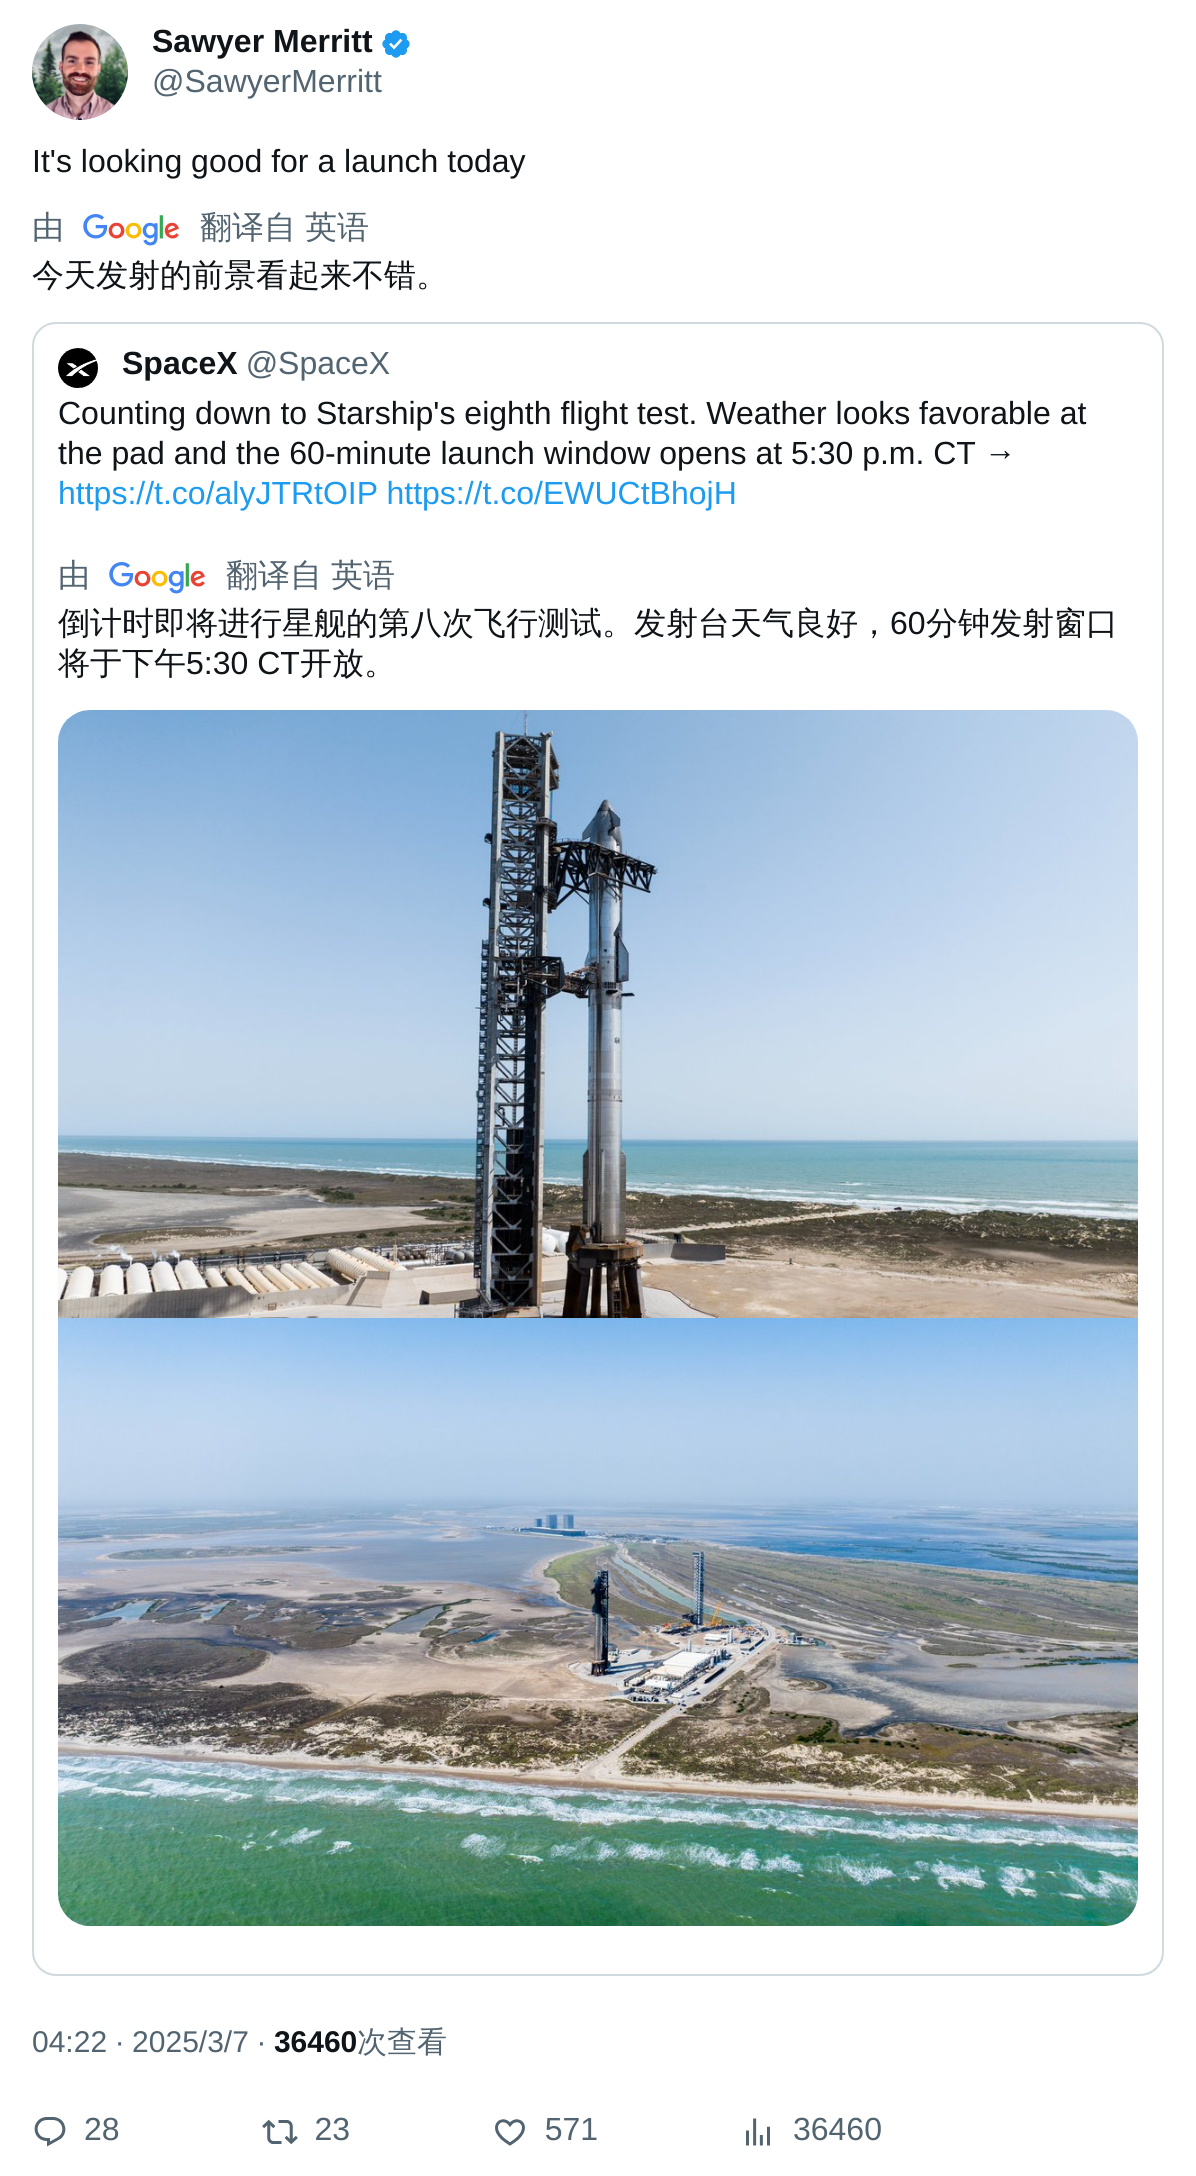 Sawyer Merritt
@SawyerMerritt
It's looking good for a launch today
由 Google 翻译自 英语
今天发射的前景看起来不错。
SpaceX @SpaceX
Counting down to Starship's eighth flight test. Weather looks favorable at
the pad and the 60-minute launch window opens at 5:30 p.m. CT →
https://t.co/alyJTRtOIP https://t.co/EWUCtBhojH
由 Google 翻译自 英语
倒计时即将进行星舰的第八次飞行测试。发射台天气良好，60分钟发射窗口
将于下午5:30 CT开放。
04:22 · 2025/3/7 · 36460次查看
28 23 571 36460